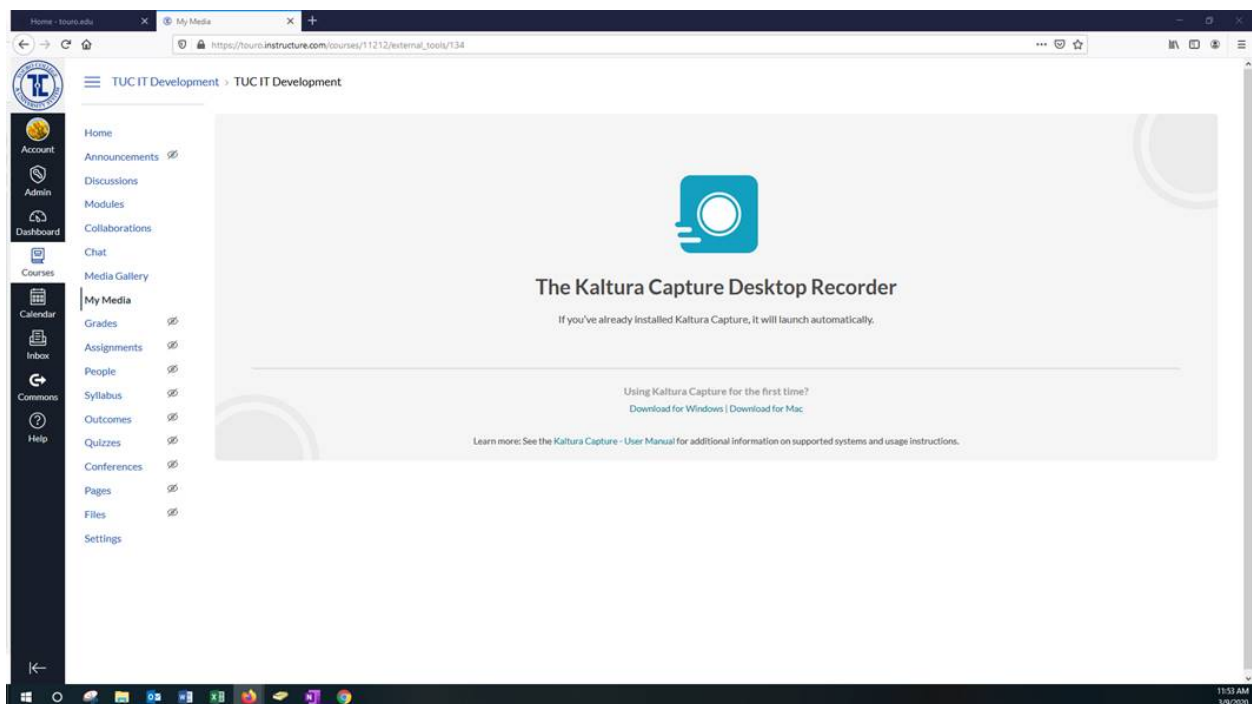 Home - touro.edu
My Media
https://touro.instructure.com/courses/11212/external_tools/134
TUC IT Development > TUC IT Development
Account
Admin
Dashboard
Courses
Calendar
Inbox
Commons
Help
Home
Announcements
Discussions
Modules
Collaborations
Chat
Media Gallery
My Media
Grades
Assignments
People
Syllabus
Outcomes
Quizzes
Conferences
Pages
Files
Settings
The Kaltura Capture Desktop Recorder
If you've already installed Kaltura Capture, it will launch automatically.
Using Kaltura Capture for the first time?
Download for Windows | Download for Mac
Learn more: See the Kaltura Capture - User Manual for additional information on supported systems and usage instructions.
11:53 AM
3/9/2020